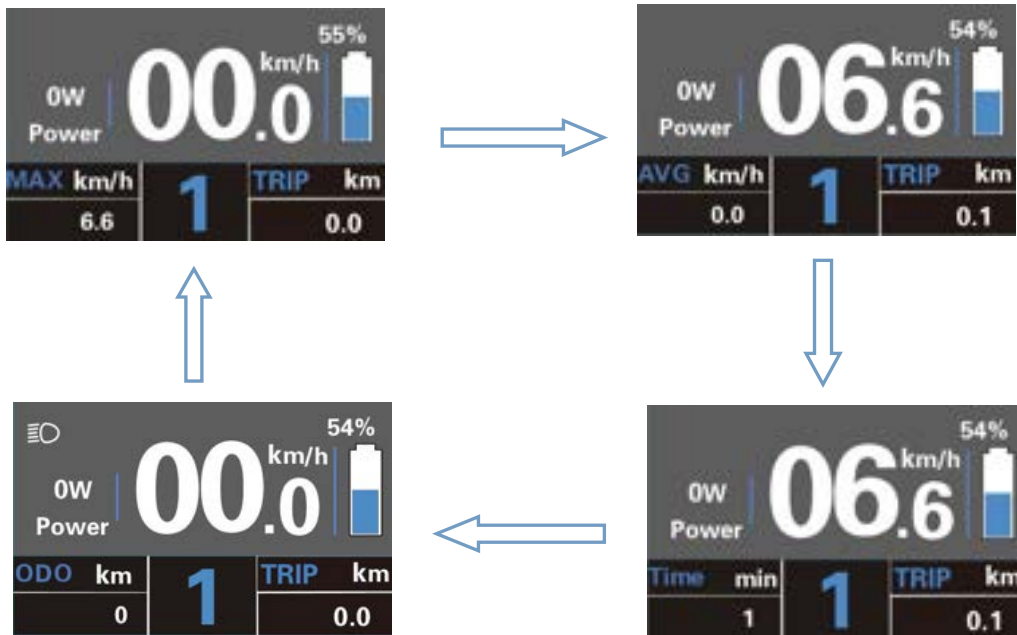 55%
km/h
00.0
0W
Power
MAX km/h
6.6
1
TRIP km
0.0
54%
km/h
06.6
0W
Power
AVG km/h
0.0
1
TRIP km
0.1
54%
km/h
00.0
0W
Power
ODO km
0
1
TRIP km
0.0
54%
km/h
06.6
0W
Power
Time min
1
1
TRIP km
0.1